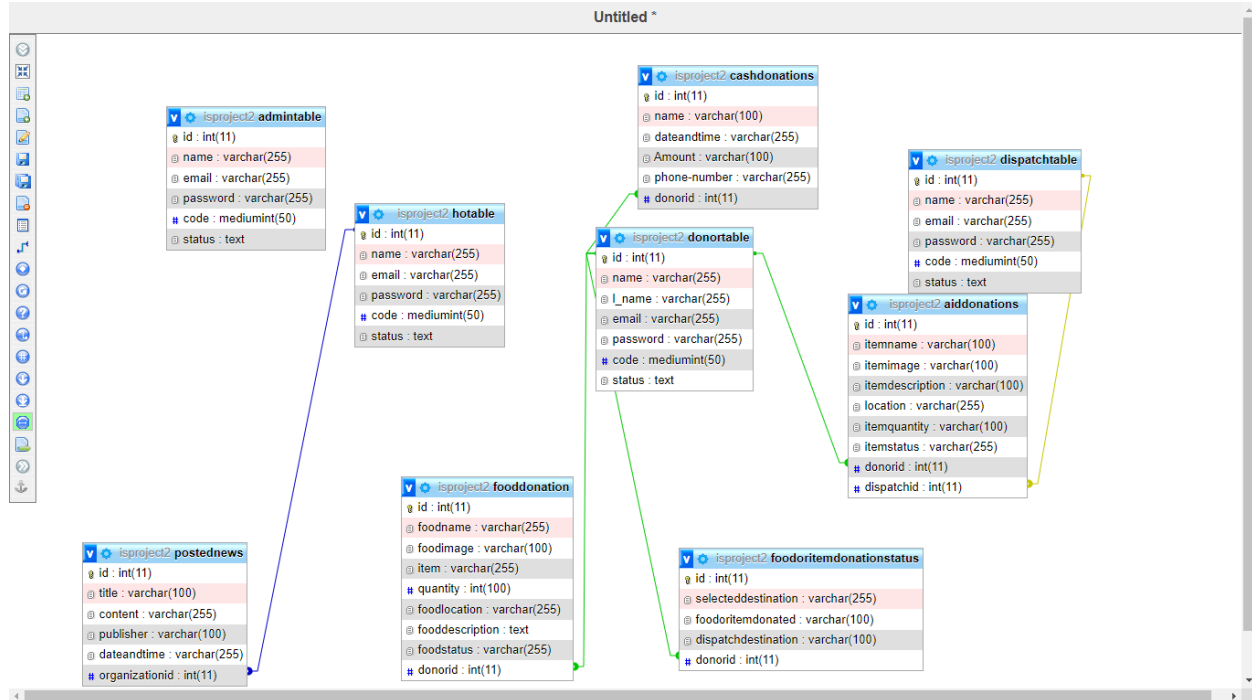 Untitled *
isproject2 cashdonations
id : int(11)
name : varchar(100)
dateandtime : varchar(255)
Amount : varchar(100)
phone-number : varchar(255)
# donorid : int(11)
isproject2 admintable
id : int(11)
name : varchar(255)
email : varchar(255)
password : varchar(255)
# code : mediumint(50)
status : text
isproject2 dispatchtable
id : int(11)
name : varchar(255)
email : varchar(255)
password : varchar(255)
# code : mediumint(50)
status : text
isproject2 hotable
id : int(11)
name : varchar(255)
email : varchar(255)
password : varchar(255)
# code : mediumint(50)
status : text
isproject2 donortable
id : int(11)
name : varchar(255)
l_name : varchar(255)
email : varchar(255)
password : varchar(255)
# code : mediumint(50)
status : text
isproject2 aiddonations
id : int(11)
itemname : varchar(100)
itemimage : varchar(100)
itemdescription : varchar(100)
location : varchar(255)
itemquantity : varchar(100)
itemstatus : varchar(255)
# donorid : int(11)
# dispatchid : int(11)
isproject2 fooddonation
id : int(11)
foodname : varchar(255)
foodimage : varchar(100)
item : varchar(255)
# quantity : int(100)
foodlocation : varchar(255)
fooddescription : text
foodstatus : varchar(255)
# donorid : int(11)
isproject2 postednews
id : int(11)
title : varchar(100)
content : varchar(255)
publisher : varchar(100)
dateandtime : varchar(255)
# organizationid : int(11)
isproject2 foodoritemdonationstatus
id : int(11)
selecteddestination : varchar(255)
foodoritemdonated : varchar(100)
dispatchdestination : varchar(100)
# donorid : int(11)